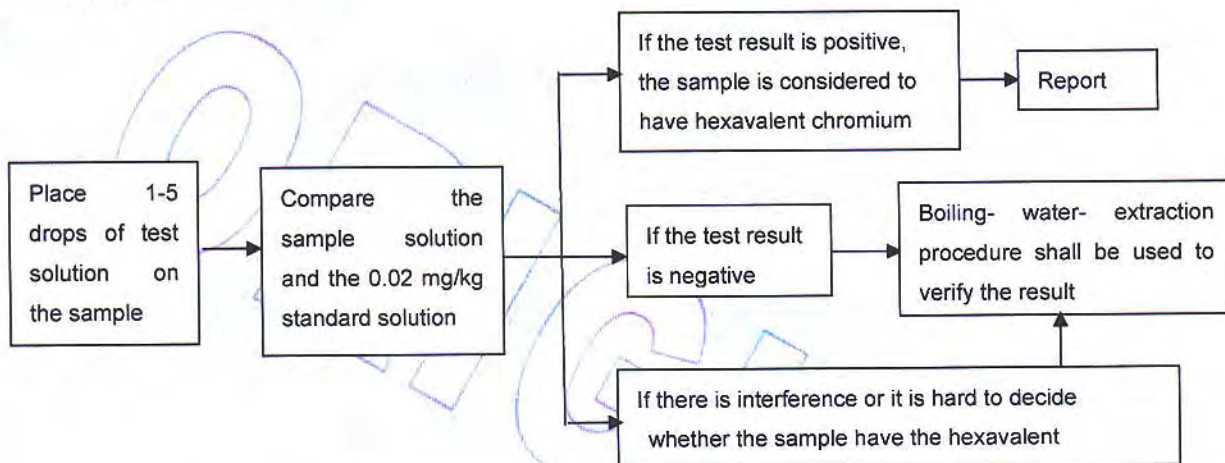 If the test result is positive,
the sample is considered to
have hexavalent chromium
Report
Place 1-5
drops of test
solution on
the sample
Compare the
sample solution
and the 0.02 mg/kg
standard solution
If the test result
is negative
Boiling- water- extraction
procedure shall be used to
verify the result
If there is interference or it is hard to decide
whether the sample have the hexavalent